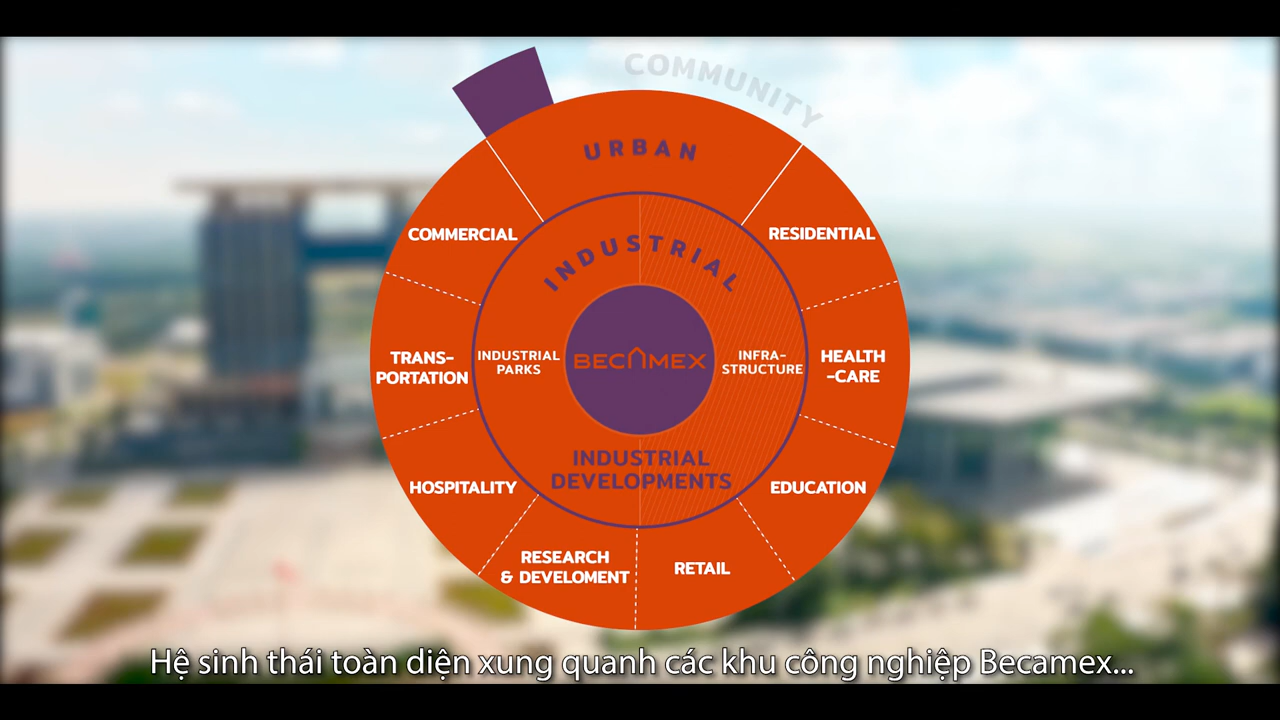 COMMUNITY
URBAN
INDUSTRIAL
COMMERCIAL
RESIDENTIAL
TRANS-
PORTATION
INDUSTRIAL
PARKS
BECAMEX
INFRA-
STRUCTURE
HEALTH
-CARE
INDUSTRIAL
DEVELOPMENTS
HOSPITALITY
EDUCATION
RESEARCH
& DEVELOMENT
RETAIL
Hệ sinh thái toàn diện xung quanh các khu công nghiệp Becamex...